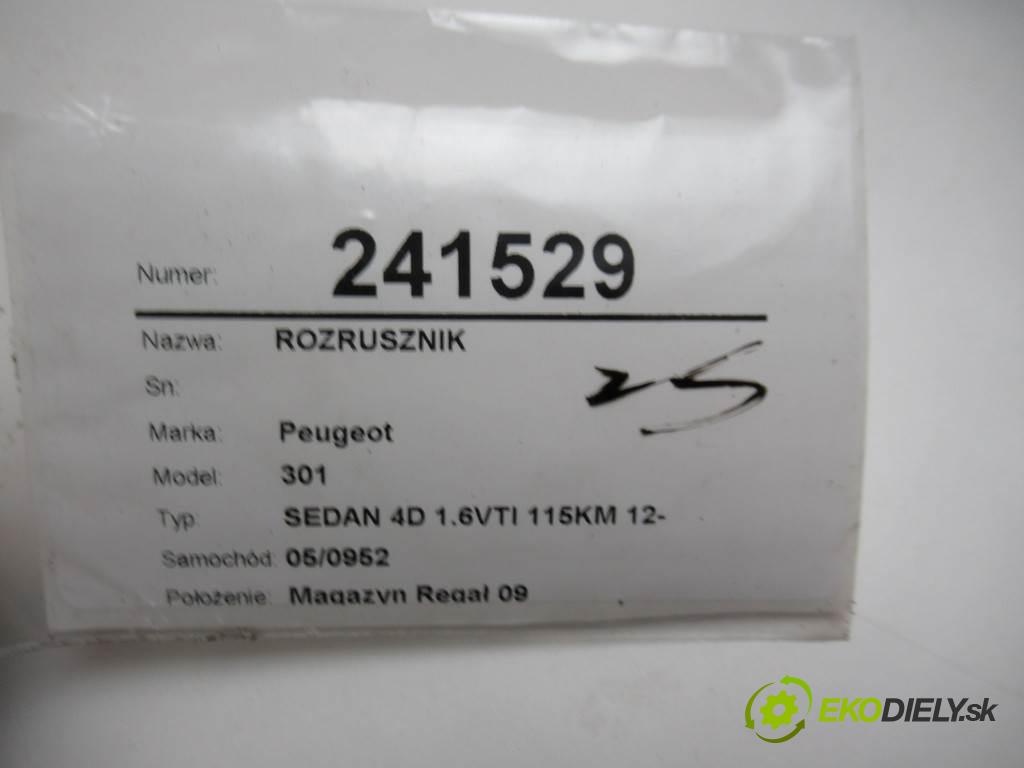 Numer: 241529
Nazwa: ROZRUSZNIK
Sn:
25
Marka: Peugeot
Model: 301
Typ: SEDAN 4D 1.6VTI 115KM 12-
Samochód: 05/0952
Położenie: Magazyn Regał 09
EKODIELY.sk